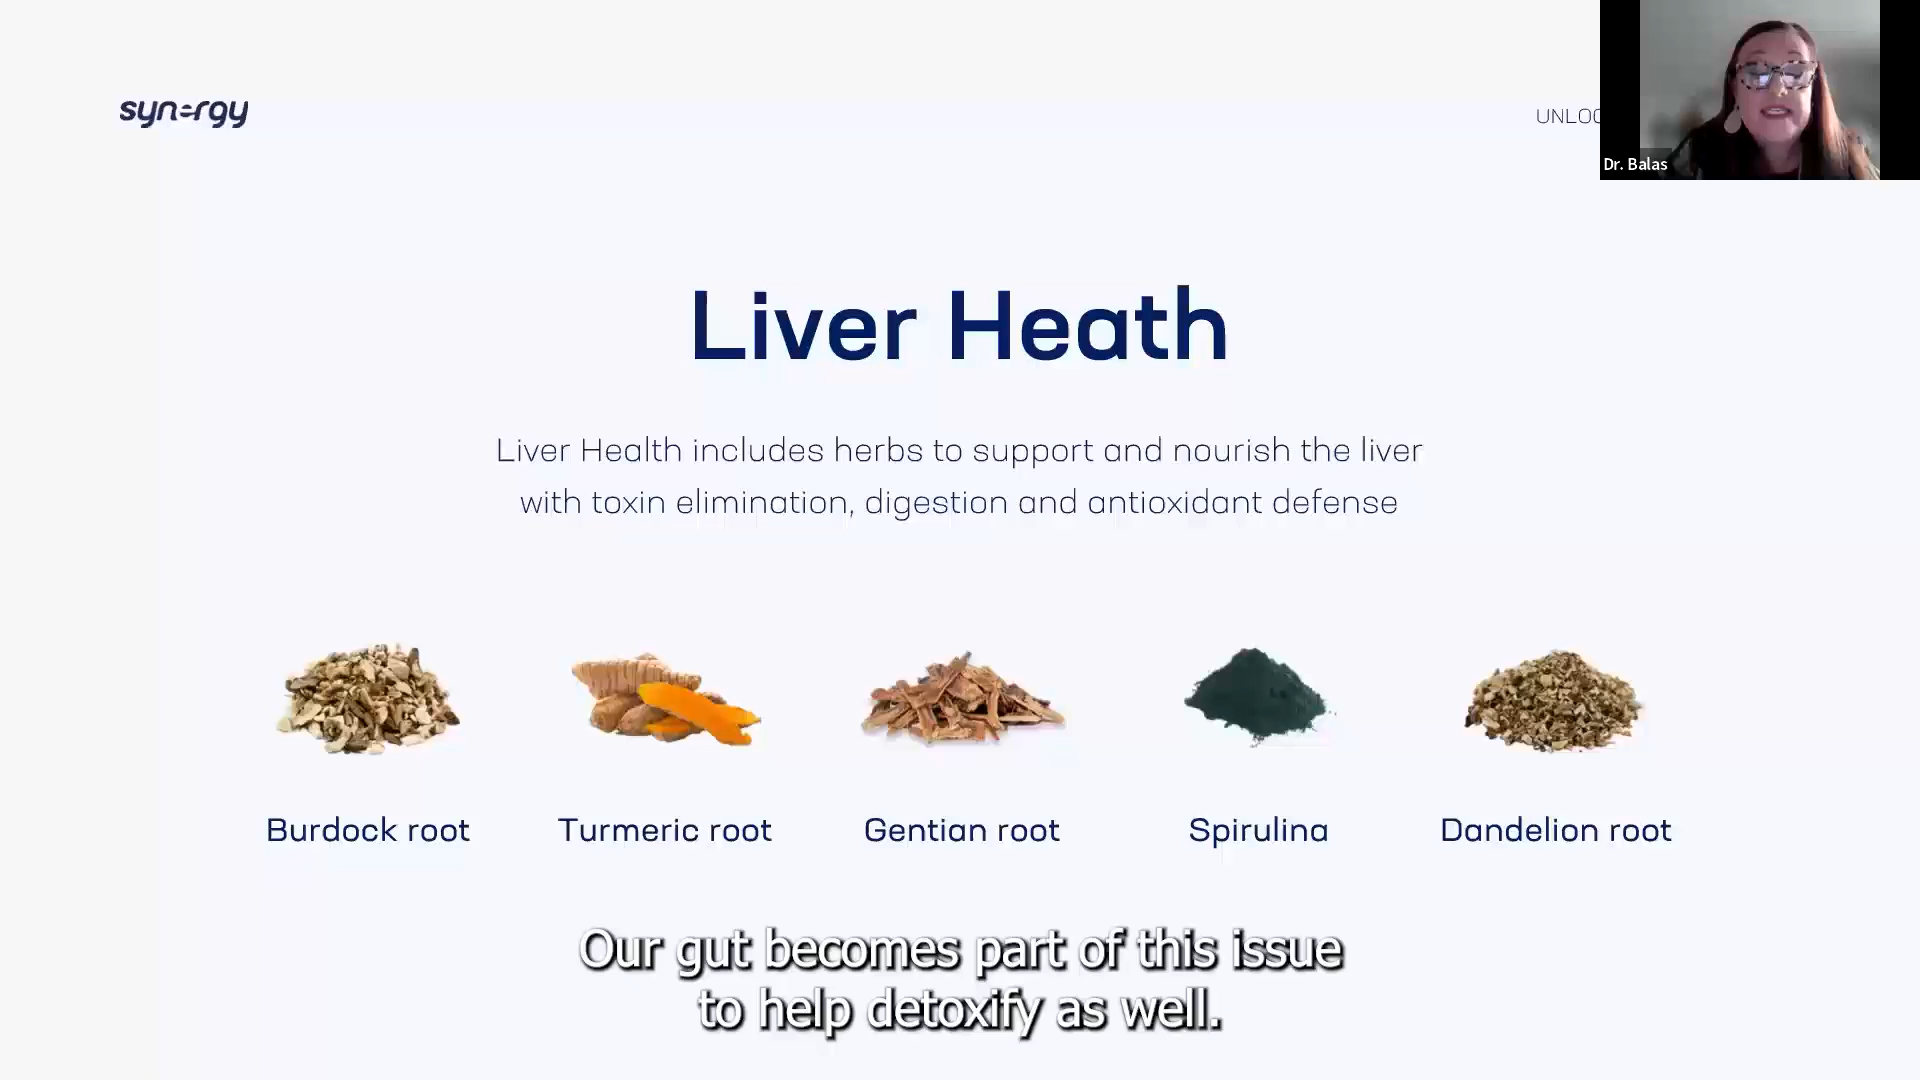 synergy
UNLOC
Dr. Balas
Liver Heath
Liver Health includes herbs to support and nourish the liver
with toxin elimination, digestion and antioxidant defense
Burdock root
Turmeric root
Gentian root
Spirulina
Dandelion root
Our gut becomes part of this issue
to help detoxify as well.